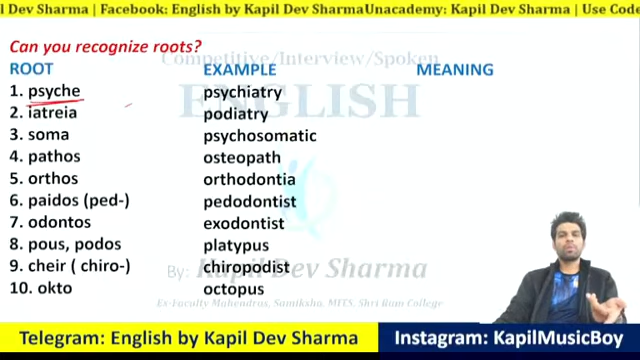 l Dev Sharma|Facebook: English by Kapil Dev SharmaUnacademy: Kapil Dev Sharma | Use Code
Can you recognize roots?
Competitive/Interview/Spoken
ENGLISH
ROOT EXAMPLE MEANING
1. psyche psychiatry
2. iatreia podiatry
3. soma psychosomatic
4. pathos osteopath
5. orthos orthodontia
6. paidos (ped-) pedodontist
7. odontos exodontist
8. pous, podos platypus
9. cheir ( chiro-) chiropodist
10. okto octopus
By: Kapil Dev Sharma
Ex-Faculty Mahendras, Samiksha, MITS, Shri Ram College
Telegram: English by Kapil Dev Sharma
Instagram: KapilMusicBoy